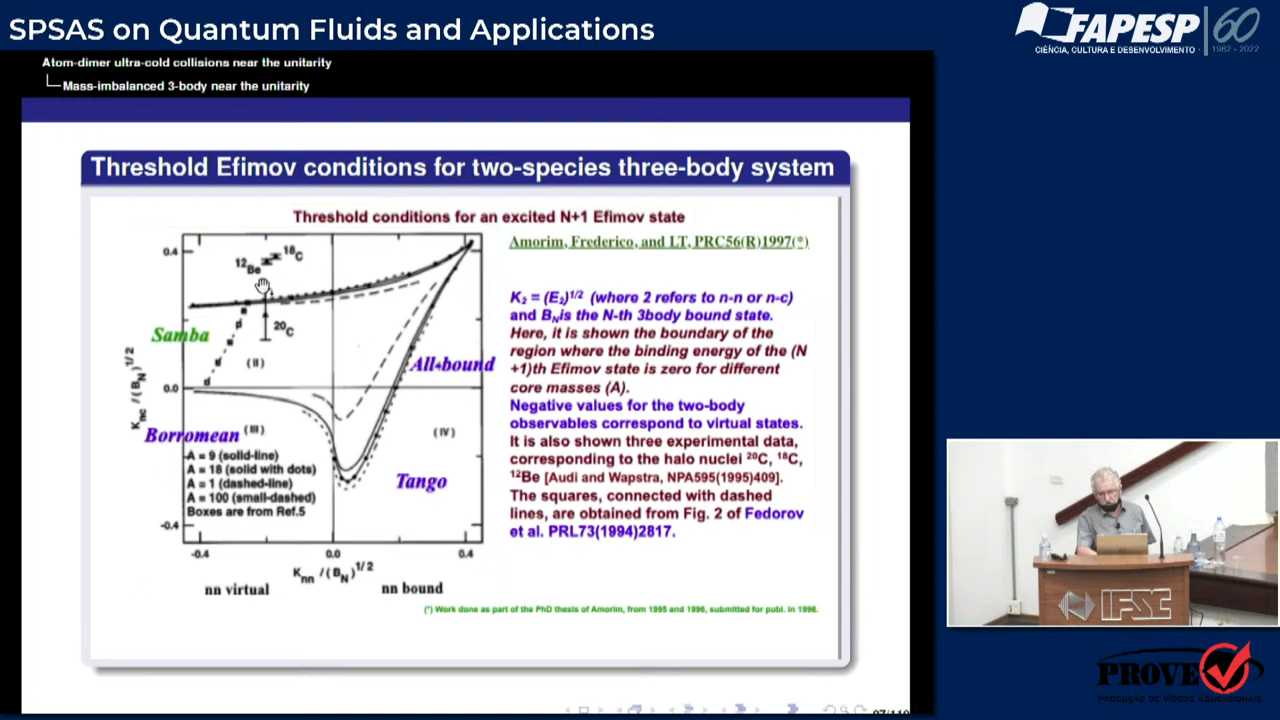 SPSAS on Quantum Fluids and Applications
FAPESP 60
CIÊNCIA, CULTURA E DESENVOLVIMENTO 1962 - 2022
Atom-dimer ultra-cold collisions near the unitarity
Mass-imbalanced 3-body near the unitarity
Threshold Efimov conditions for two-species three-body system
Threshold conditions for an excited N+1 Efimov state
Amorim, Frederico, and LT, PRC56(R)1997(*)
0.4
12Be
18C
20C
Samba
(II)
All-bound
Knc /(BN)1/2
0.0
Borromean
(III)
(IV)
A = 9 (solid-line)
A = 18 (solid with dots)
A = 1 (dashed-line)
A = 100 (small-dashed)
Boxes are from Ref.5
Tango
-0.4
-0.4
0.0
0.4
Knn /(BN)1/2
nn virtual
nn bound
K2 = (E2)1/2 (where 2 refers to n-n or n-c)
and BN is the N-th 3body bound state.
Here, it is shown the boundary of the
region where the binding energy of the (N
+1)th Efimov state is zero for different
core masses (A).
Negative values for the two-body
observables correspond to virtual states.
It is also shown three experimental data,
corresponding to the halo nuclei 20C, 18C,
12Be [Audi and Wapstra, NPA595(1995)409].
The squares, connected with dashed
lines, are obtained from Fig. 2 of Fedorov
et al. PRL73(1994)2817.
(*) Work done as part of the PhD thesis of Amorim, from 1995 and 1996, submitted for publ. in 1996.
IFSC
PROVE
PRODUÇÃO DE VÍDEOS EDUCACIONAIS